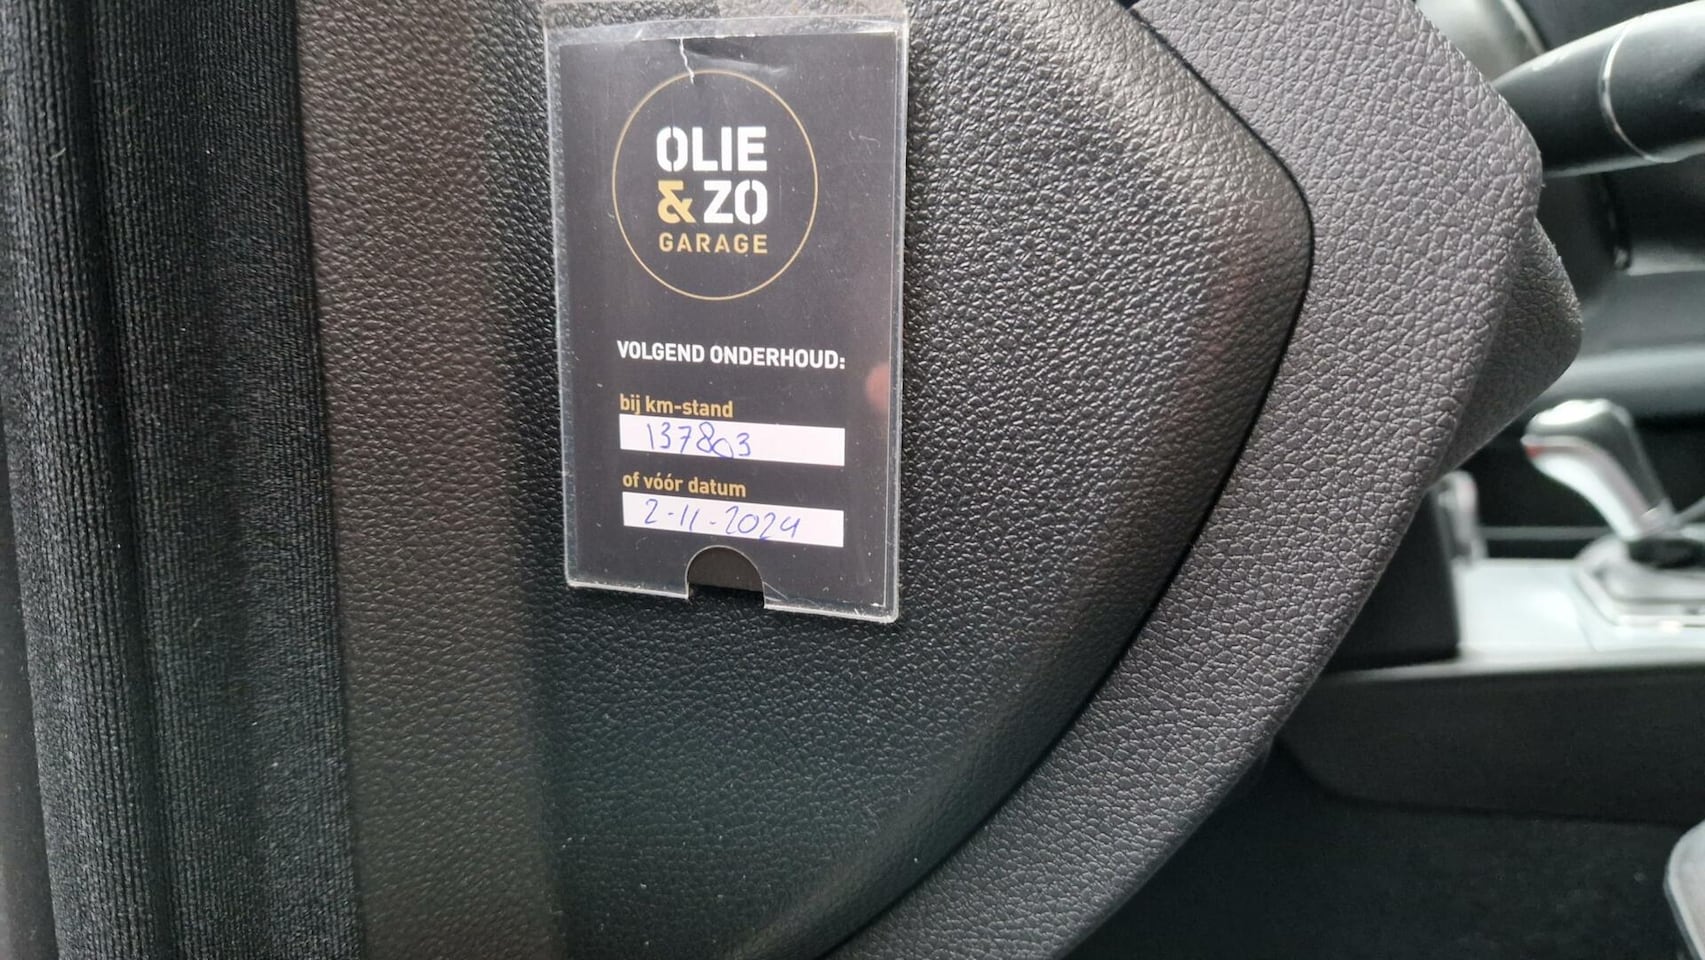 OLIE
& ZO
GARAGE
VOLGEND ONDERHOUD:
bij km-stand
137803
of vóór datum
2-11-2024